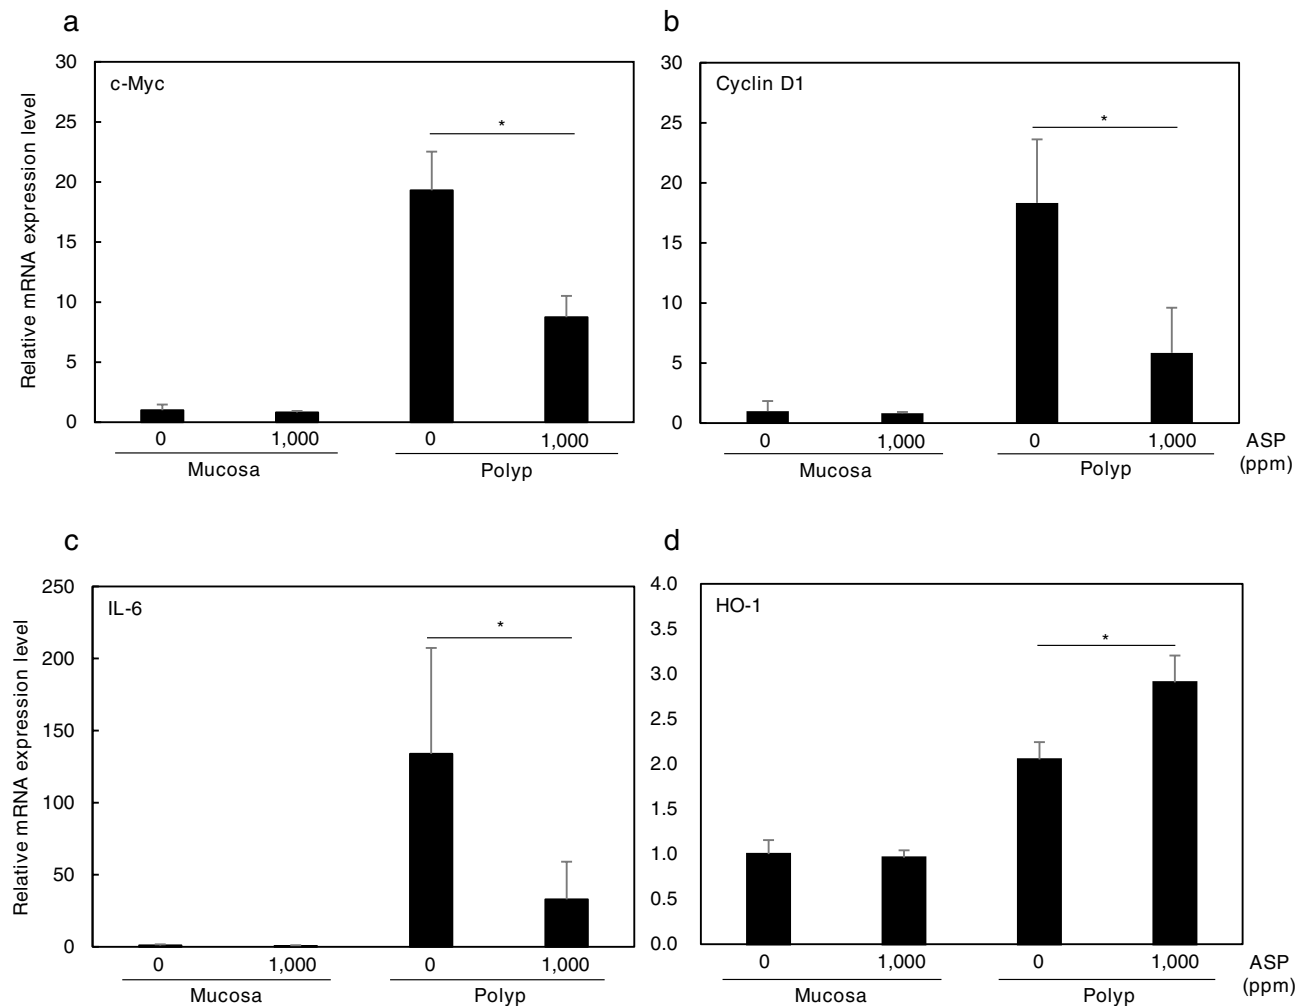 a
c-Myc
Relative mRNA expression level
30
25
20
15
10
5
0
*
0
1,000
0
1,000
Mucosa
Polyp
b
Cyclin D1
30
25
20
15
10
5
0
*
0
1,000
0
1,000
ASP
(ppm)
Mucosa
Polyp
c
IL-6
Relative mRNA expression level
250
200
150
100
50
0
*
0
1,000
0
1,000
Mucosa
Polyp
d
HO-1
4.0
3.5
3.0
2.5
2.0
1.5
1.0
0.5
0.0
*
0
1,000
0
1,000
ASP
(ppm)
Mucosa
Polyp